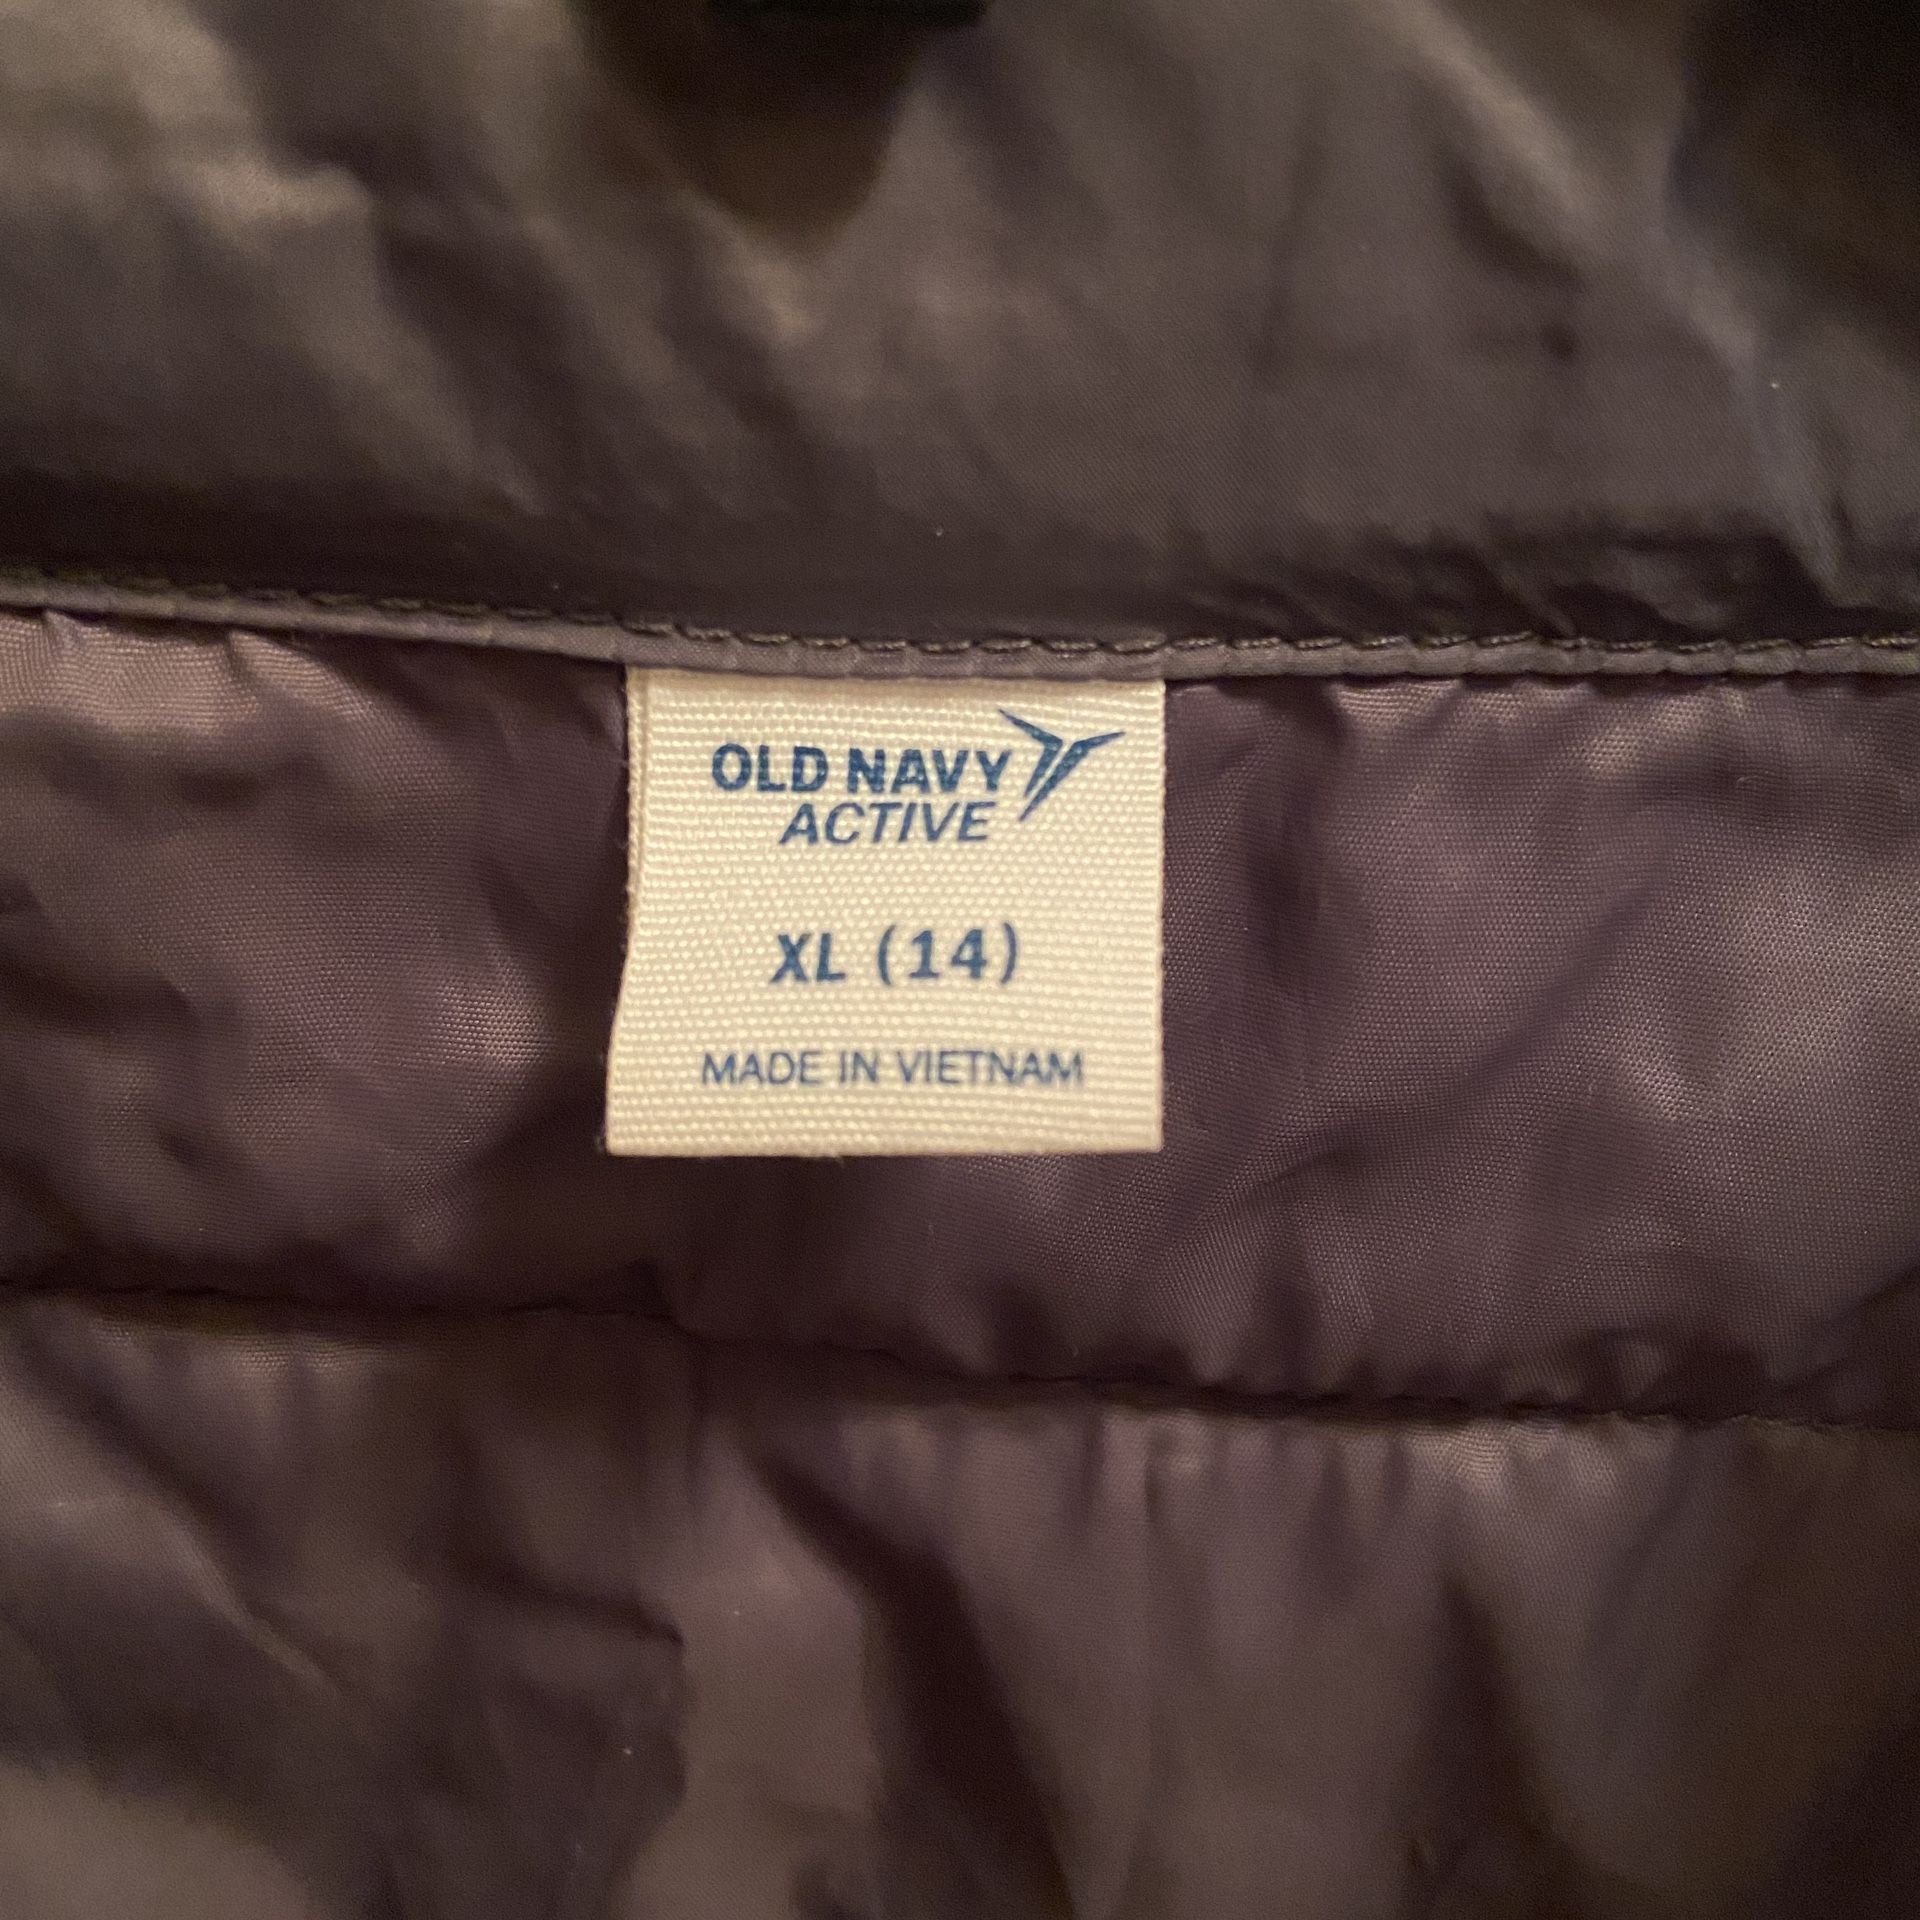 OLD NAVY
ACTIVE
XL (14)
MADE IN VIETNAM